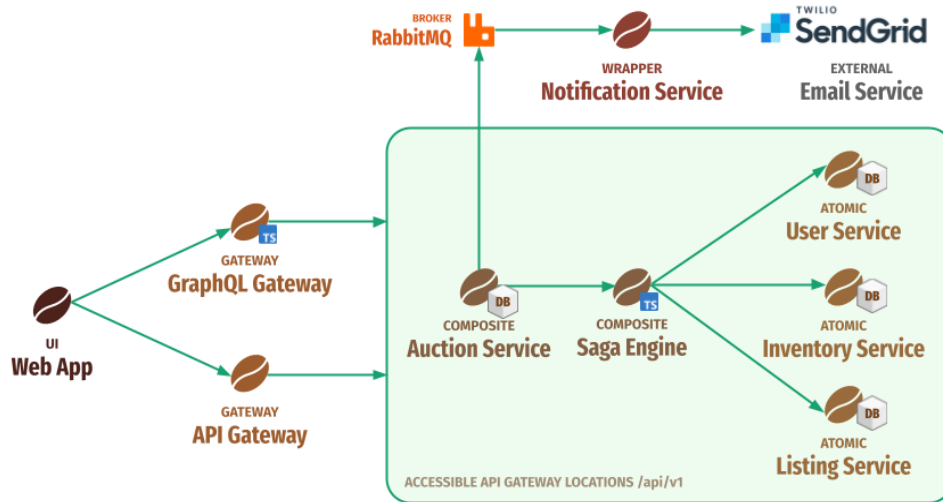 BROKER
RabbitMQ
TWILIO
SendGrid
WRAPPER
Notification Service
EXTERNAL
Email Service
TS
GATEWAY
GraphQL Gateway
UI
Web App
GATEWAY
API Gateway
DB
COMPOSITE
Auction Service
TS
COMPOSITE
Saga Engine
DB
ATOMIC
User Service
DB
ATOMIC
Inventory Service
DB
ATOMIC
Listing Service
ACCESSIBLE API GATEWAY LOCATIONS /api/v1